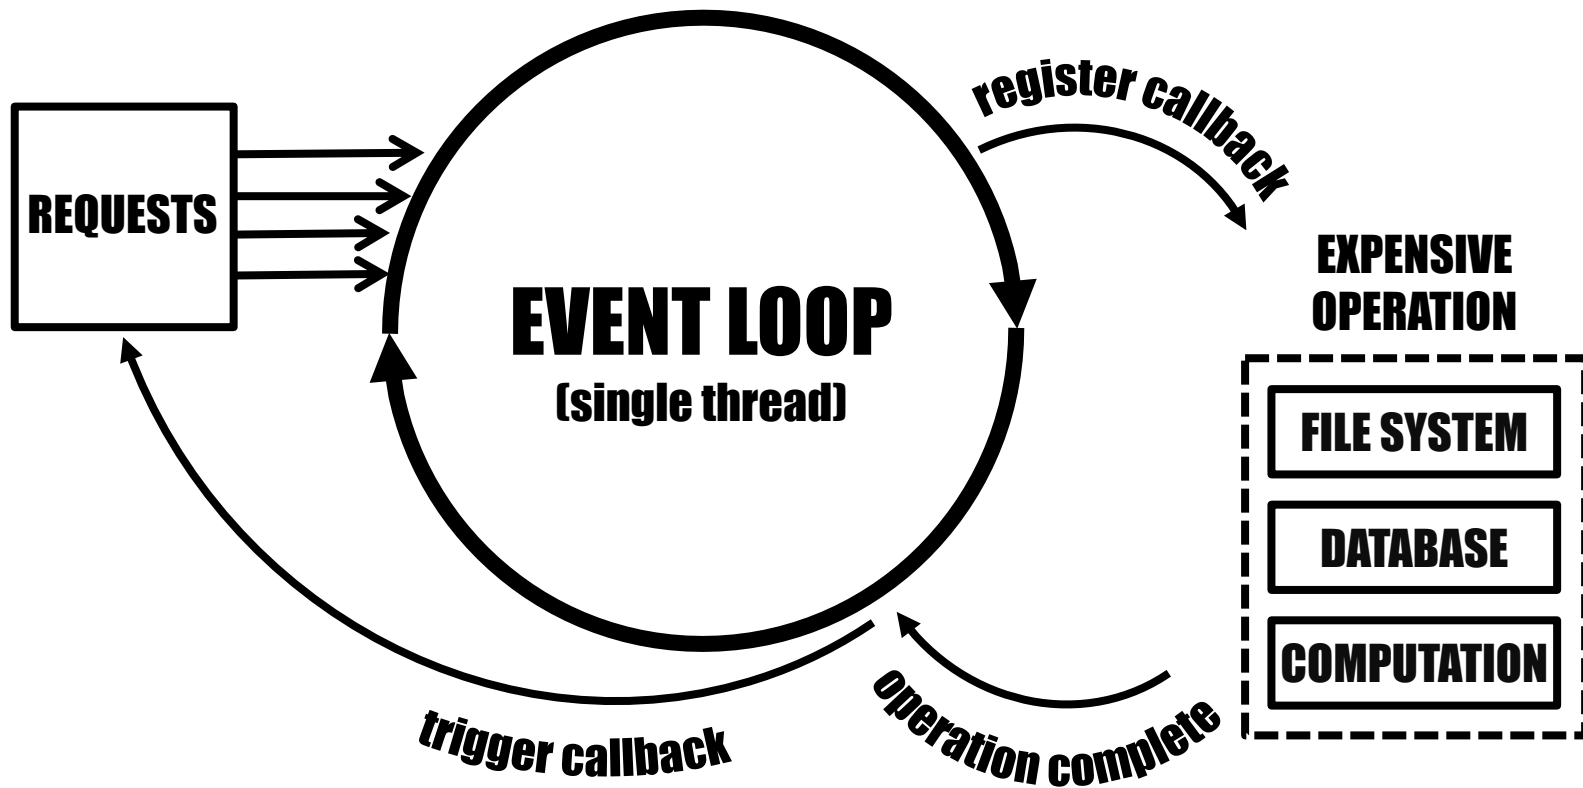 register callback
REQUESTS
EXPENSIVE
OPERATION
EVENT LOOP
(single thread)
FILE SYSTEM
DATABASE
COMPUTATION
operation complete
trigger callback